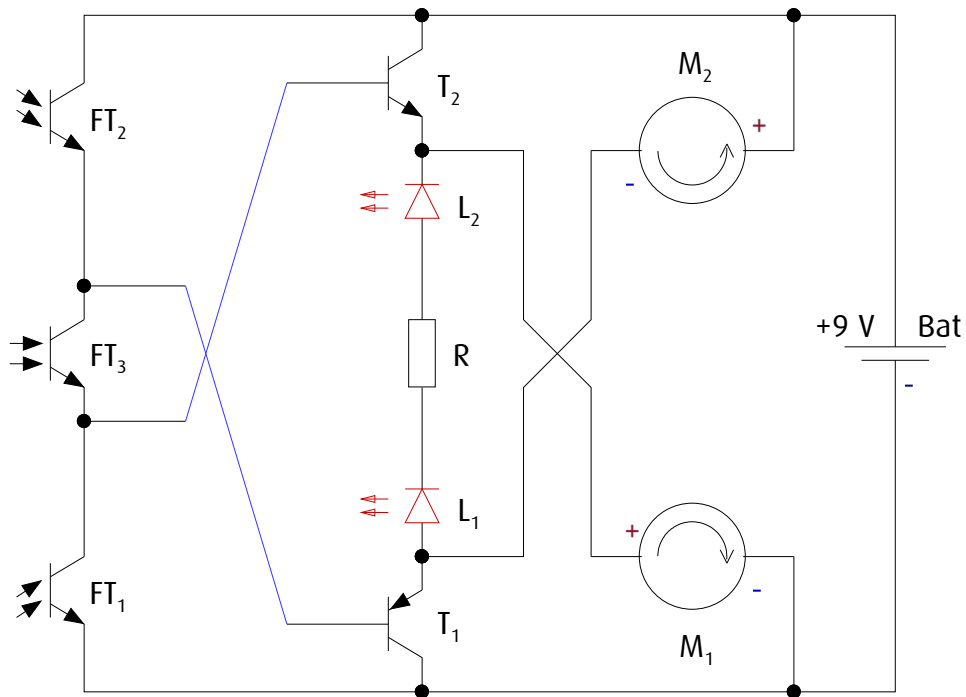 M₂
T₂
+
FT₂
-
L₂
+9 V Bat
R
FT₃
-
L₁
+
FT₁
-
T₁
M₁